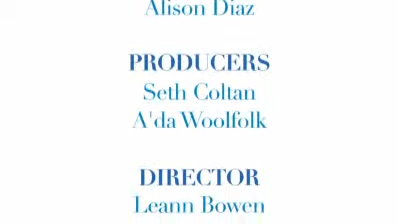 Alison Diaz
PRODUCERS
Seth Coltan
A'da Woolfolk
DIRECTOR
Leann Bowen